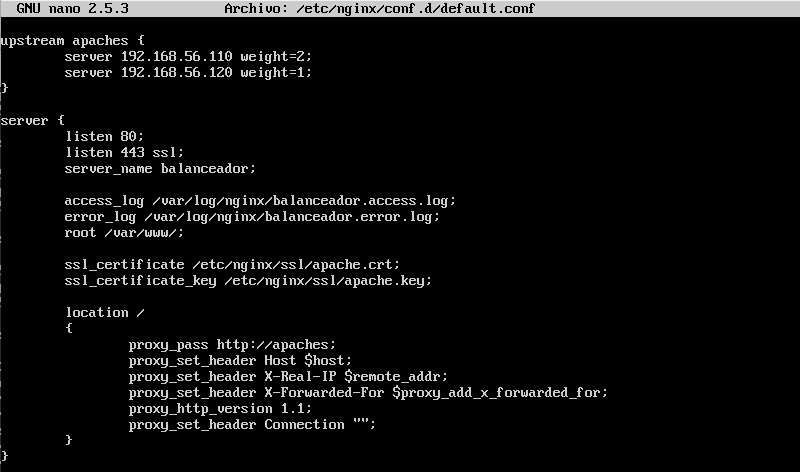 GNU nano 2.5.3 Archivo: /etc/nginx/conf.d/default.conf
upstream apaches {
server 192.168.56.110 weight=2;
server 192.168.56.120 weight=1;
}
server {
listen 80;
listen 443 ssl;
server_name balanceador;
access_log /var/log/nginx/balanceador.access.log;
error_log /var/log/nginx/balanceador.error.log;
root /var/www/;
ssl_certificate /etc/nginx/ssl/apache.crt;
ssl_certificate_key /etc/nginx/ssl/apache.key;
location /
{
proxy_pass http://apaches;
proxy_set_header Host $host;
proxy_set_header X-Real-IP $remote_addr;
proxy_set_header X-Forwarded-For $proxy_add_x_forwarded_for;
proxy_http_version 1.1;
proxy_set_header Connection "";
}
}